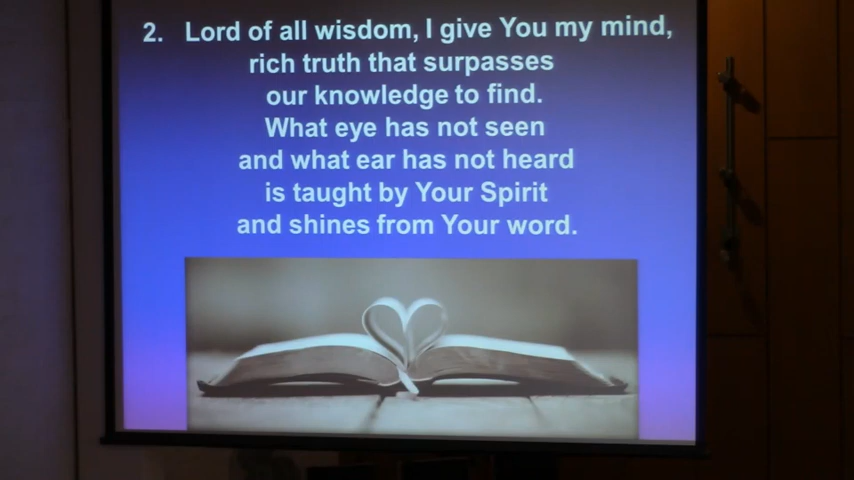 2. Lord of all wisdom, I give You my mind,
rich truth that surpasses
our knowledge to find.
What eye has not seen
and what ear has not heard
is taught by Your Spirit
and shines from Your word.